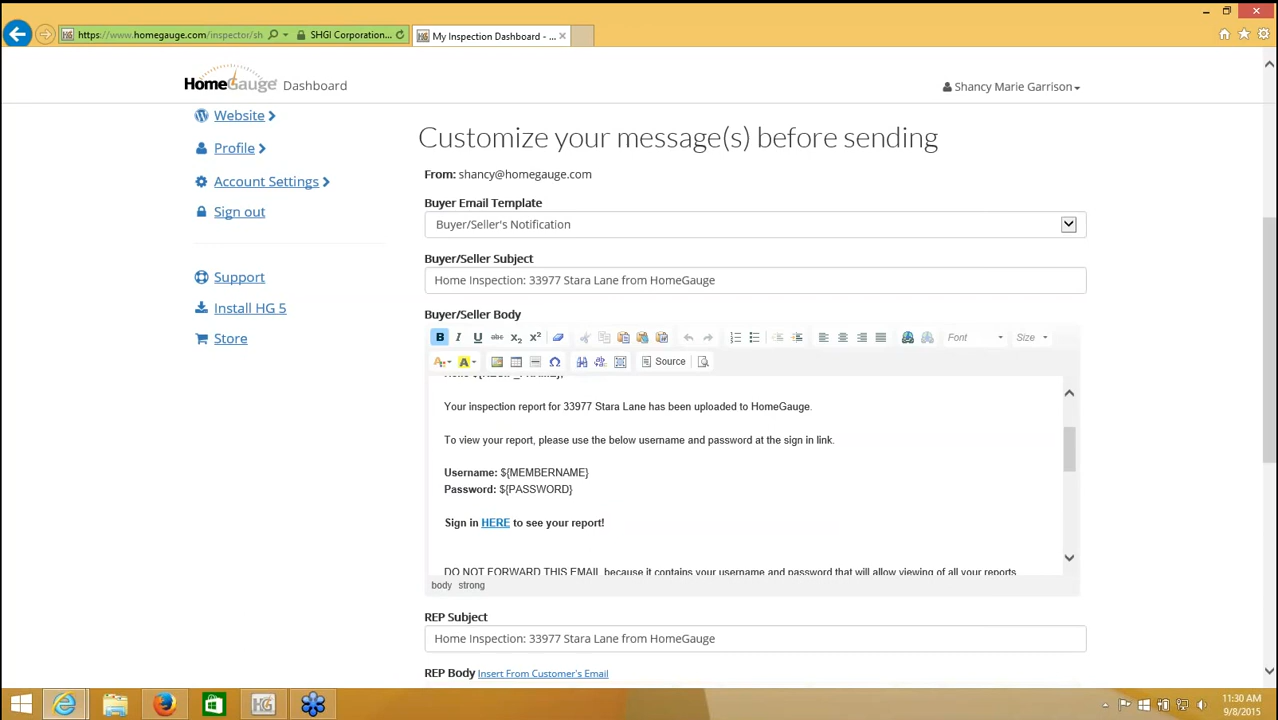 https://www.homegauge.com/inspector/sh
SHGI Corporation...
HG My Inspection Dashboard - ...
HomeGauge Dashboard
Shancy Marie Garrison
Website
Profile
Account Settings
Sign out
Support
Install HG 5
Store
Customize your message(s) before sending
From: shancy@homegauge.com
Buyer Email Template
Buyer/Seller's Notification
Buyer/Seller Subject
Home Inspection: 33977 Stara Lane from HomeGauge
Buyer/Seller Body
B I U abc x₂ x² Font Size
A A Ω Source
Your inspection report for 33977 Stara Lane has been uploaded to HomeGauge.
To view your report, please use the below username and password at the sign in link.
Username: ${MEMBERNAME}
Password: ${PASSWORD}
Sign in HERE to see your report!
DO NOT FORWARD THIS EMAIL because it contains your username and password that will allow viewing of all your reports
body strong
REP Subject
Home Inspection: 33977 Stara Lane from HomeGauge
REP Body Insert From Customer's Email
HG
11:30 AM
9/8/2015